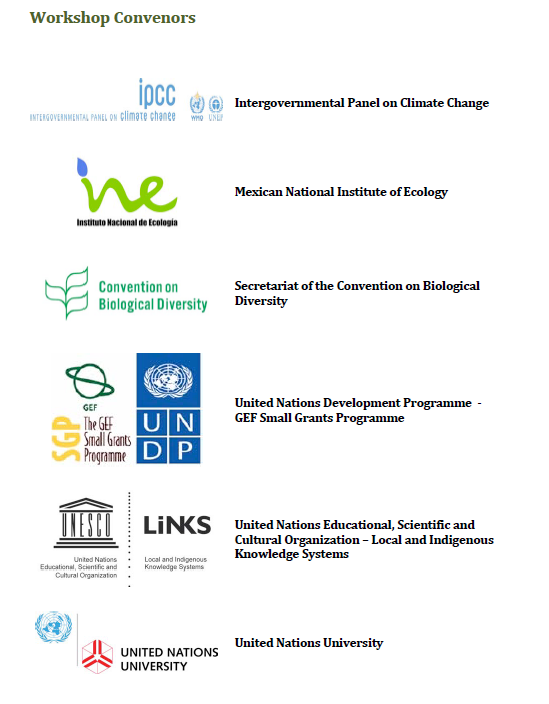 Workshop Convenors
ipcc
INTERGOVERNMENTAL PANEL ON climate change
WMO UNEP
Intergovernmental Panel on Climate Change
ine
Instituto Nacional de Ecología
Mexican National Institute of Ecology
Convention on
Biological Diversity
Secretariat of the Convention on Biological
Diversity
GEF
SGP
The GEF
Small Grants
Programme
U N
D P
United Nations Development Programme -
GEF Small Grants Programme
UNESCO
United Nations
Educational, Scientific and
Cultural Organization
LiNKS
Local and Indigenous
Knowledge Systems
United Nations Educational, Scientific and
Cultural Organization – Local and Indigenous
Knowledge Systems
UNITED NATIONS
UNIVERSITY
United Nations University